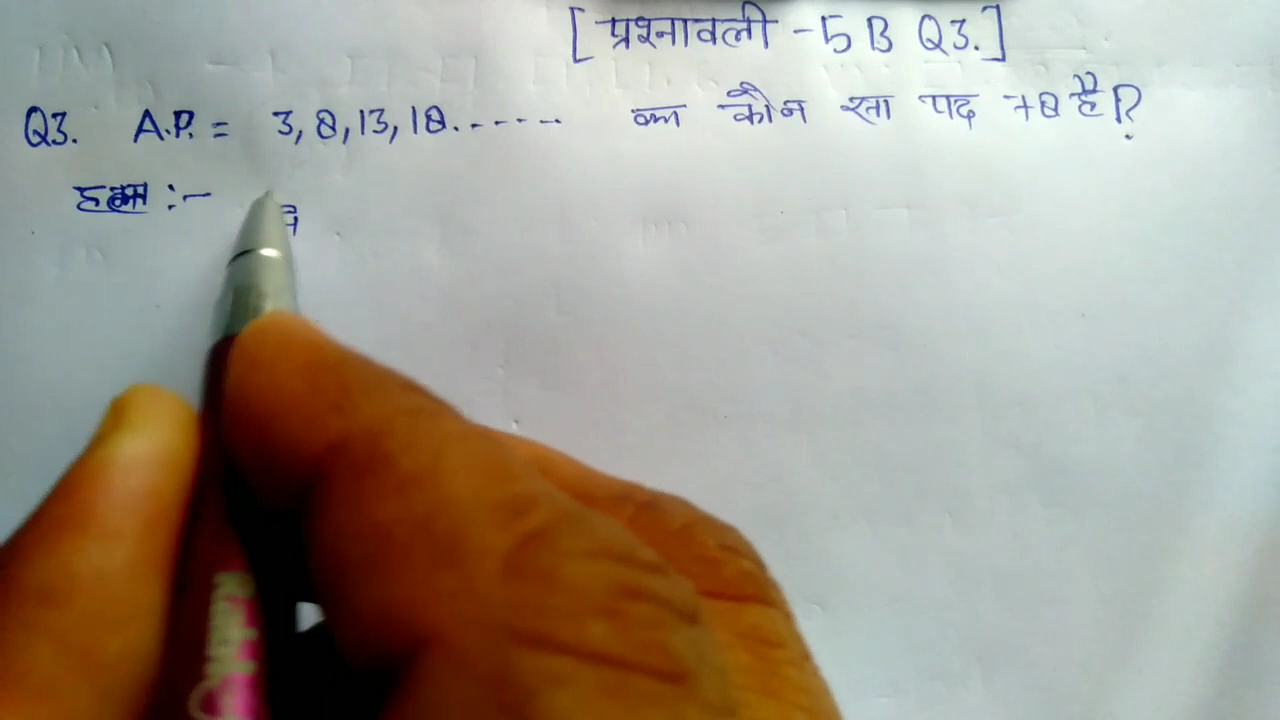 [ प्रश्नावली - 5 B Q3. ]
Q3. A.P. = 3, 8, 13, 18. ...... का कौन सा पद 78 है?
हल :-